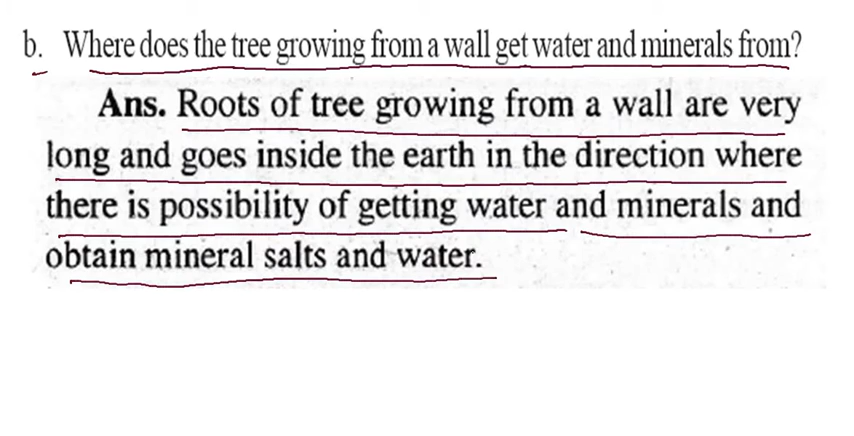 b. Where does the tree growing from a wall get water and minerals from?
Ans. Roots of tree growing from a wall are very
long and goes inside the earth in the direction where
there is possibility of getting water and minerals and
obtain mineral salts and water.